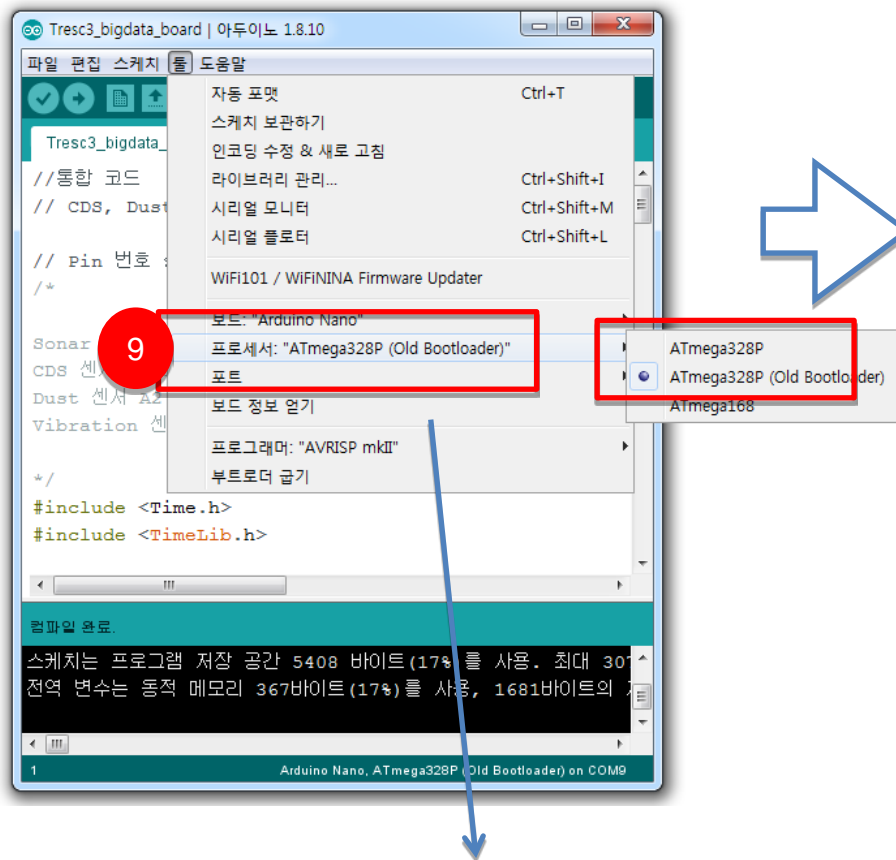 Tresc3_bigdata_board | 아두이노 1.8.10
파일 편집 스케치 툴 도움말
자동 포맷 Ctrl+T
스케치 보관하기
Tresc3_bigdata_
인코딩 수정 & 새로 고침
//통합 코드
라이브러리 관리... Ctrl+Shift+I
// CDS, Dust
시리얼 모니터 Ctrl+Shift+M
시리얼 플로터 Ctrl+Shift+L
// Pin 번호
/*
WiFi101 / WiFiNINA Firmware Updater
보드: "Arduino Nano"
Sonar
9
프로세서: "ATmega328P (Old Bootloader)"
ATmega328P
CDS 센
포트
ATmega328P (Old Bootloader)
Dust 센서 A2
보드 정보 얻기
ATmega168
Vibration 센
프로그래머: "AVRISP mkII"
*/
부트로더 굽기
#include <Time.h>
#include <TimeLib.h>
컴파일 완료.
스케치는 프로그램 저장 공간 5408 바이트(17%)를 사용. 최대 307
전역 변수는 동적 메모리 367바이트(17%)를 사용, 1681바이트의
1 Arduino Nano, ATmega328P (Old Bootloader) on COM9